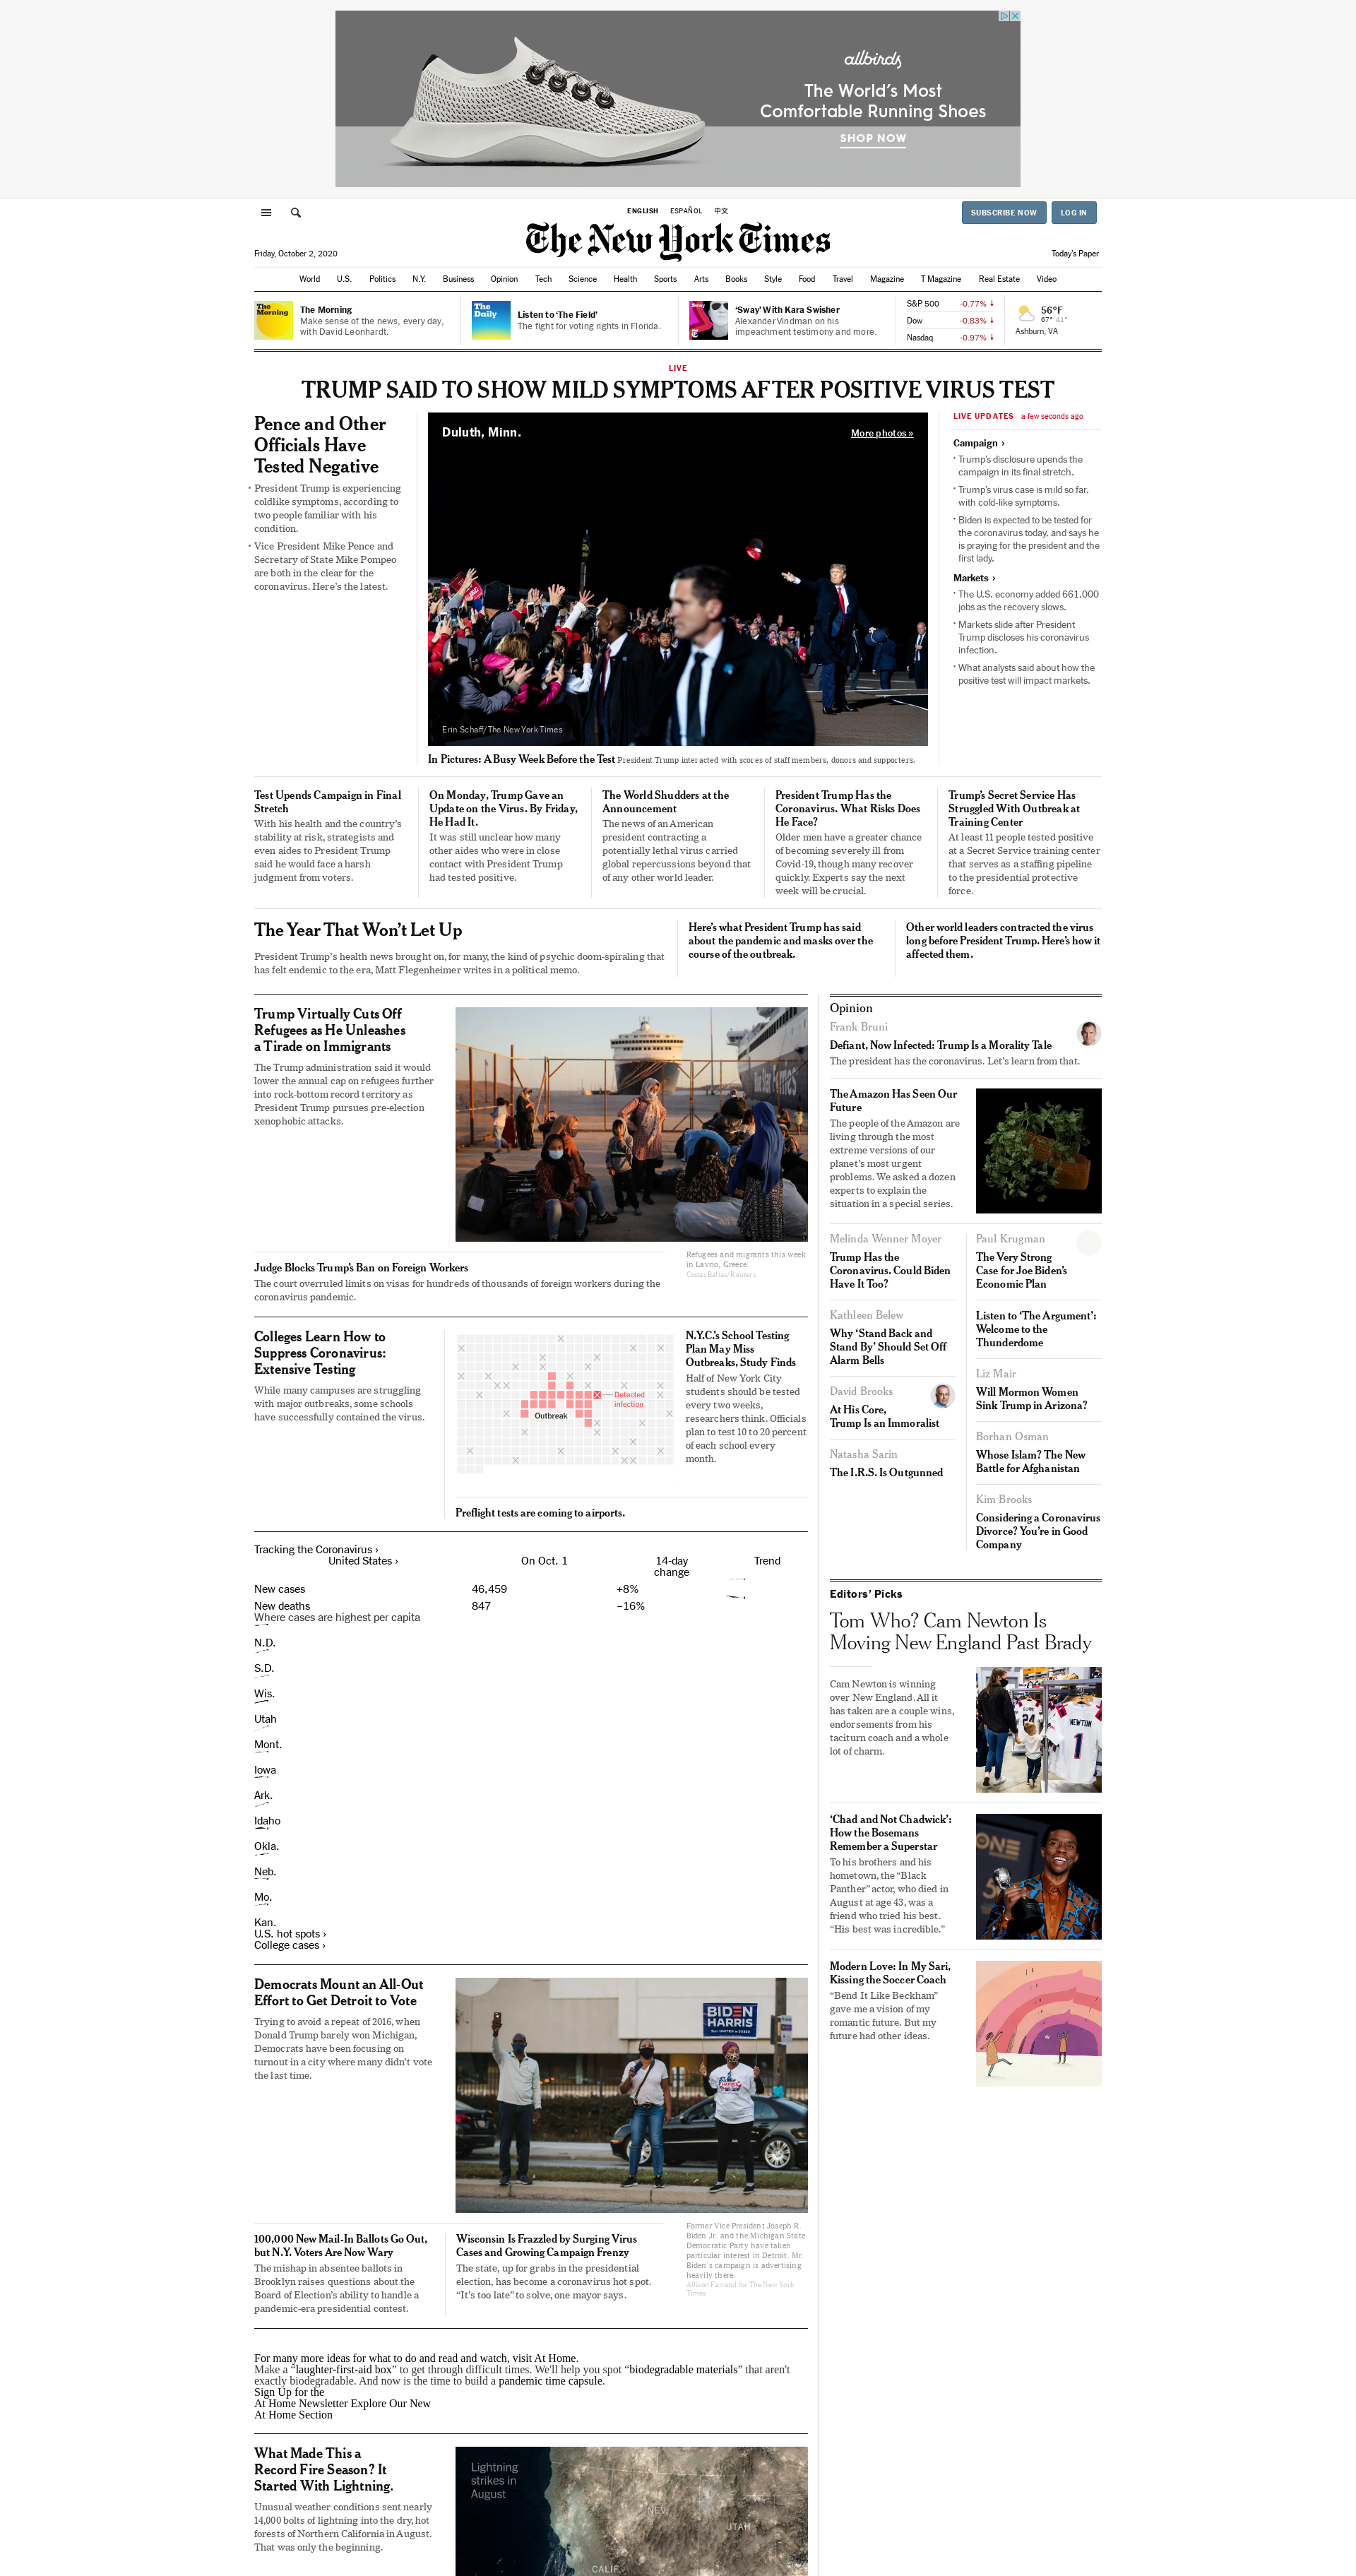 allbirds
The World's Most
Comfortable Running Shoes
SHOP NOW
ENGLISH ESPAÑOL 中文
SUBSCRIBE NOW LOG IN
The New York Times
Friday, October 2, 2020
Today's Paper
World U.S. Politics N.Y. Business Opinion Tech Science Health Sports Arts Books Style Food Travel Magazine T Magazine Real Estate Video
The Morning
The Morning
Make sense of the news, every day,
with David Leonhardt.
The Daily
Listen to ‘The Field’
The fight for voting rights in Florida.
Sway
‘Sway’ With Kara Swisher
Alexander Vindman on his
impeachment testimony and more.
S&P 500 -0.77% ↓
Dow -0.83% ↓
Nasdaq -0.97% ↓
56°F
67° 41°
Ashburn, VA
LIVE
TRUMP SAID TO SHOW MILD SYMPTOMS AFTER POSITIVE VIRUS TEST
Pence and Other
Officials Have
Tested Negative
• President Trump is experiencing
coldlike symptoms, according to
two people familiar with his
condition.
• Vice President Mike Pence and
Secretary of State Mike Pompeo
are both in the clear for the
coronavirus. Here’s the latest.
Duluth, Minn.
More photos »
Erin Schaff/The New York Times
In Pictures: A Busy Week Before the Test President Trump interacted with scores of staff members, donors and supporters.
LIVE UPDATES a few seconds ago
Campaign ›
• Trump’s disclosure upends the
campaign in its final stretch.
• Trump’s virus case is mild so far,
with cold-like symptoms.
• Biden is expected to be tested for
the coronavirus today, and says he
is praying for the president and the
first lady.
Markets ›
• The U.S. economy added 661,000
jobs as the recovery slows.
• Markets slide after President
Trump discloses his coronavirus
infection.
• What analysts said about how the
positive test will impact markets.
Test Upends Campaign in Final
Stretch
With his health and the country’s
stability at risk, strategists and
even aides to President Trump
said he would face a harsh
judgment from voters.
On Monday, Trump Gave an
Update on the Virus. By Friday,
He Had It.
It was still unclear how many
other aides who were in close
contact with President Trump
had tested positive.
The World Shudders at the
Announcement
The news of an American
president contracting a
potentially lethal virus carried
global repercussions beyond that
of any other world leader.
President Trump Has the
Coronavirus. What Risks Does
He Face?
Older men have a greater chance
of becoming severely ill from
Covid-19, though many recover
quickly. Experts say the next
week will be crucial.
Trump’s Secret Service Has
Struggled With Outbreak at
Training Center
At least 11 people tested positive
at a Secret Service training center
that serves as a staffing pipeline
to the presidential protective
force.
The Year That Won’t Let Up
President Trump’s health news brought on, for many, the kind of psychic doom-spiraling that
has felt endemic to the era, Matt Flegenheimer writes in a political memo.
Here’s what President Trump has said
about the pandemic and masks over the
course of the outbreak.
Other world leaders contracted the virus
long before President Trump. Here’s how it
affected them.
Trump Virtually Cuts Off
Refugees as He Unleashes
a Tirade on Immigrants
The Trump administration said it would
lower the annual cap on refugees further
into rock-bottom record territory as
President Trump pursues pre-election
xenophobic attacks.
Judge Blocks Trump’s Ban on Foreign Workers
The court overruled limits on visas for hundreds of thousands of foreign workers during the
coronavirus pandemic.
Refugees and migrants this week
in Lavrio, Greece.
Costas Baltas/Reuters
Colleges Learn How to
Suppress Coronavirus:
Extensive Testing
While many campuses are struggling
with major outbreaks, some schools
have successfully contained the virus.
Detected
infection
Outbreak
N.Y.C.’s School Testing
Plan May Miss
Outbreaks, Study Finds
Half of New York City
students should be tested
every two weeks,
researchers think. Officials
plan to test 10 to 20 percent
of each school every
month.
Preflight tests are coming to airports.
Tracking the Coronavirus ›
United States › On Oct. 1 14-day
change Trend
New cases 46,459 +8%
New deaths 847 −16%
Where cases are highest per capita
N.D.
S.D.
Wis.
Utah
Mont.
Iowa
Ark.
Idaho
Okla.
Neb.
Mo.
Kan.
U.S. hot spots ›
College cases ›
Democrats Mount an All-Out
Effort to Get Detroit to Vote
Trying to avoid a repeat of 2016, when
Donald Trump barely won Michigan,
Democrats have been focusing on
turnout in a city where many didn’t vote
the last time.
BIDEN
HARRIS
100,000 New Mail-In Ballots Go Out,
but N.Y. Voters Are Now Wary
The mishap in absentee ballots in
Brooklyn raises questions about the
Board of Election’s ability to handle a
pandemic-era presidential contest.
Wisconsin Is Frazzled by Surging Virus
Cases and Growing Campaign Frenzy
The state, up for grabs in the presidential
election, has become a coronavirus hot spot.
“It’s too late” to solve, one mayor says.
Former Vice President Joseph R.
Biden Jr. and the Michigan State
Democratic Party have taken
particular interest in Detroit. Mr.
Biden’s campaign is advertising
heavily there.
Allison Farrand for The New York
Times
For many more ideas for what to do and read and watch, visit At Home.
Make a “laughter-first-aid box” to get through difficult times. We'll help you spot “biodegradable materials” that aren't
exactly biodegradable. And now is the time to build a pandemic time capsule.
Sign Up for the
At Home Newsletter Explore Our New
At Home Section
What Made This a
Record Fire Season? It
Started With Lightning.
Unusual weather conditions sent nearly
14,000 bolts of lightning into the dry, hot
forests of Northern California in August.
That was only the beginning.
Lightning
strikes in
August
NEV.
UTAH
CALIF.
Opinion
Frank Bruni
Defiant, Now Infected: Trump Is a Morality Tale
The president has the coronavirus. Let’s learn from that.
The Amazon Has Seen Our
Future
The people of the Amazon are
living through the most
extreme versions of our
planet’s most urgent
problems. We asked a dozen
experts to explain the
situation in a special series.
Melinda Wenner Moyer
Trump Has the
Coronavirus. Could Biden
Have It Too?
Kathleen Belew
Why ‘Stand Back and
Stand By’ Should Set Off
Alarm Bells
David Brooks
At His Core,
Trump Is an Immoralist
Natasha Sarin
The I.R.S. Is Outgunned
Paul Krugman
The Very Strong
Case for Joe Biden’s
Economic Plan
Listen to ‘The Argument’:
Welcome to the
Thunderdome
Liz Mair
Will Mormon Women
Sink Trump in Arizona?
Borhan Osman
Whose Islam? The New
Battle for Afghanistan
Kim Brooks
Considering a Coronavirus
Divorce? You’re in Good
Company
Editors’ Picks
Tom Who? Cam Newton Is
Moving New England Past Brady
Cam Newton is winning
over New England. All it
has taken are a couple wins,
endorsements from his
taciturn coach and a whole
lot of charm.
24
NEWTON
1
‘Chad and Not Chadwick’:
How the Bosemans
Remember a Superstar
To his brothers and his
hometown, the “Black
Panther” actor, who died in
August at age 43, was a
friend who tried his best.
“His best was incredible.”
Modern Love: In My Sari,
Kissing the Soccer Coach
“Bend It Like Beckham”
gave me a vision of my
romantic future. But my
future had other ideas.